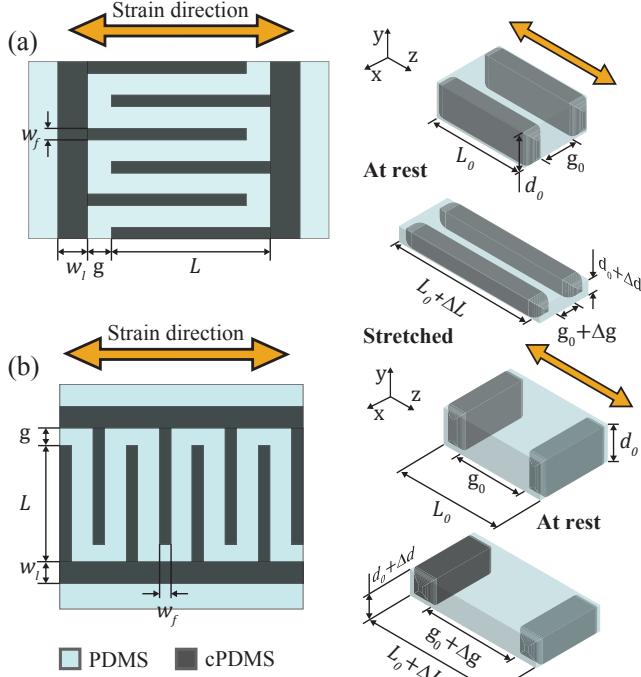 Strain direction
(a)
w_f
w_l
g
L
y
x
z
L_0
g_0
d_0
At rest
d_0 + Δd
L_0+ΔL
g_0+Δg
Stretched
Strain direction
(b)
g
L
w_l
w_f
y
x
z
d_0
g_0
L_0
At rest
d_0 + Δd
g_0 + Δg
L_0 + ΔL
PDMS
cPDMS